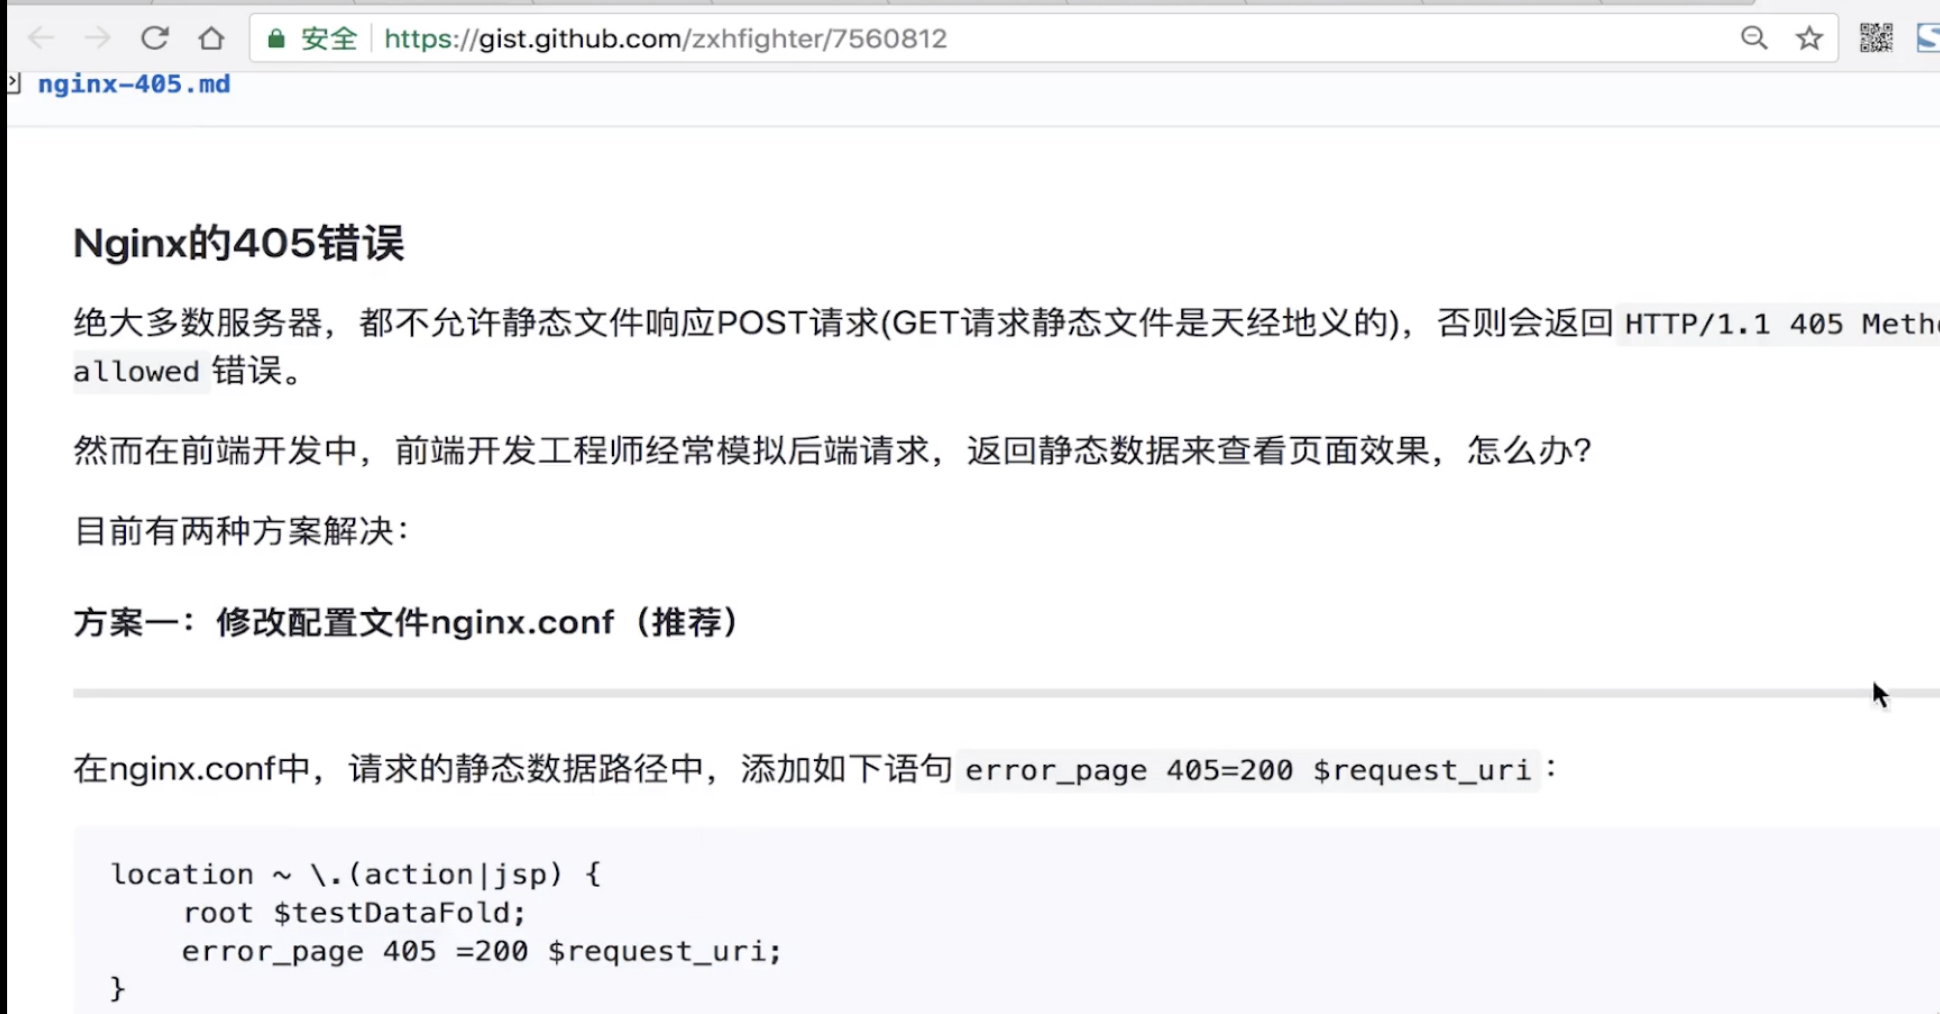 安全 https://gist.github.com/zxhfighter/7560812
nginx-405.md
Nginx的405错误
绝大多数服务器，都不允许静态文件响应POST请求(GET请求静态文件是天经地义的)，否则会返回 HTTP/1.1 405
allowed 错误。
然而在前端开发中，前端开发工程师经常模拟后端请求，返回静态数据来查看页面效果，怎么办？
目前有两种方案解决：
方案一：修改配置文件nginx.conf（推荐）
在nginx.conf中，请求的静态数据路径中，添加如下语句 error_page 405=200 $request_uri：
location ~ \.(action|jsp) {
root $testDataFold;
error_page 405 =200 $request_uri;
}